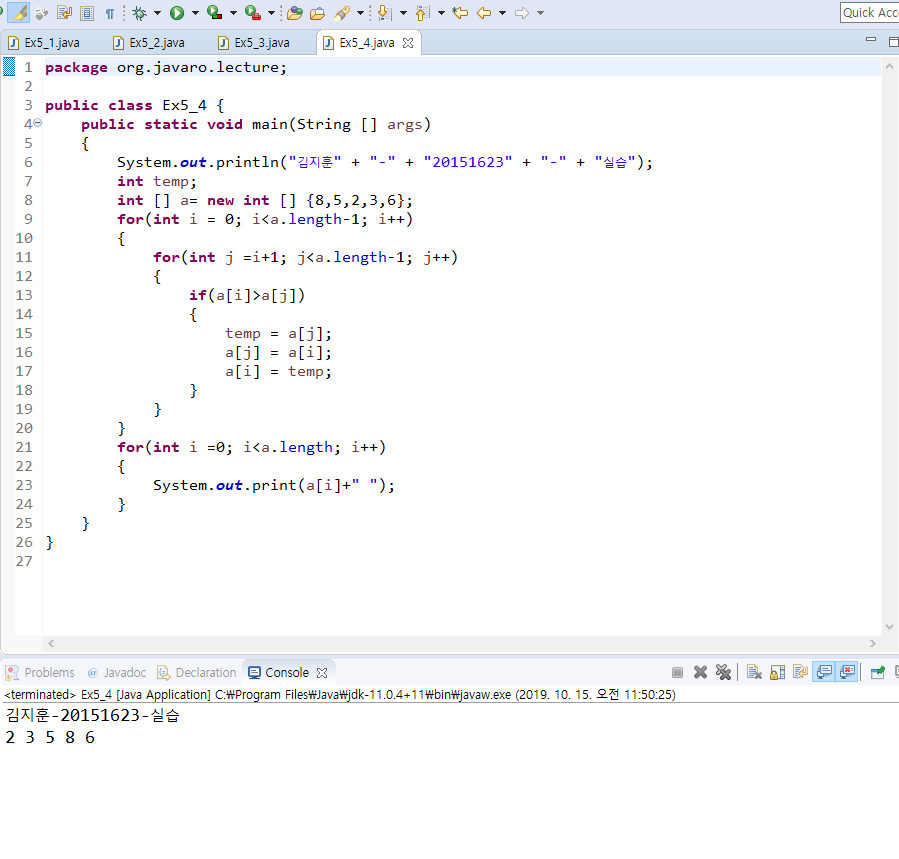 Quick Acc
Ex5_1.java Ex5_2.java Ex5_3.java Ex5_4.java
1 package org.javaro.lecture;
2
3 public class Ex5_4 {
4 public static void main(String [] args)
5 {
6 System.out.println("김지훈" + "-" + "20151623" + "-" + "실습");
7 int temp;
8 int [] a= new int [] {8,5,2,3,6};
9 for(int i = 0; i<a.length-1; i++)
10 {
11 for(int j =i+1; j<a.length-1; j++)
12 {
13 if(a[i]>a[j])
14 {
15 temp = a[j];
16 a[j] = a[i];
17 a[i] = temp;
18 }
19 }
20 }
21 for(int i =0; i<a.length; i++)
22 {
23 System.out.print(a[i]+" ");
24 }
25 }
26 }
27
Problems @ Javadoc Declaration Console
<terminated> Ex5_4 [Java Application] C:₩Program Files₩Java₩jdk-11.0.4+11₩bin₩javaw.exe (2019. 10. 15. 오전 11:50:25)
김지훈-20151623-실습
2 3 5 8 6